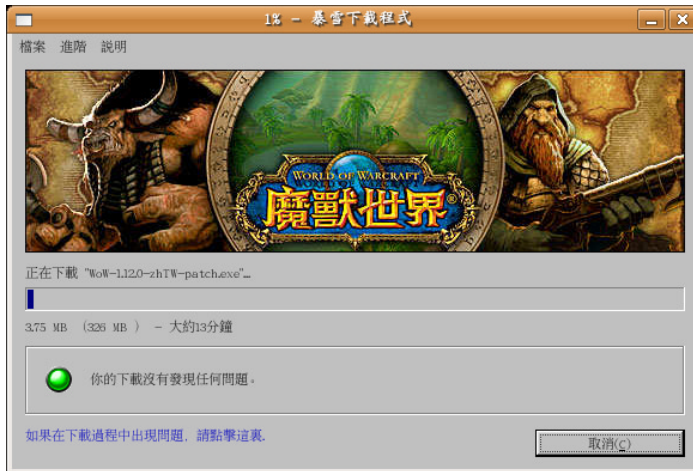 1% - 暴雪下載程式
檔案 進階 説明
WORLD OF WARCRAFT
魔獸世界®
正在下載 "WoW-1.12.0-zhTW-patch.exe"...
3.75 MB （326 MB ） - 大約13分鐘
你的下載沒有發現任何問題。
如果在下載過程中出現問題, 請點擊這裏.
取消(C)